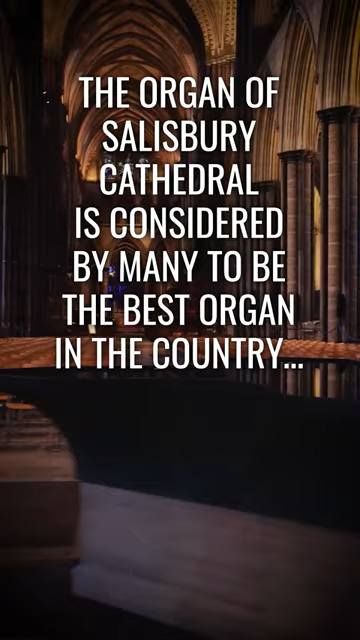 THE ORGAN OF
SALISBURY
CATHEDRAL
IS CONSIDERED
BY MANY TO BE
THE BEST ORGAN
IN THE COUNTRY...